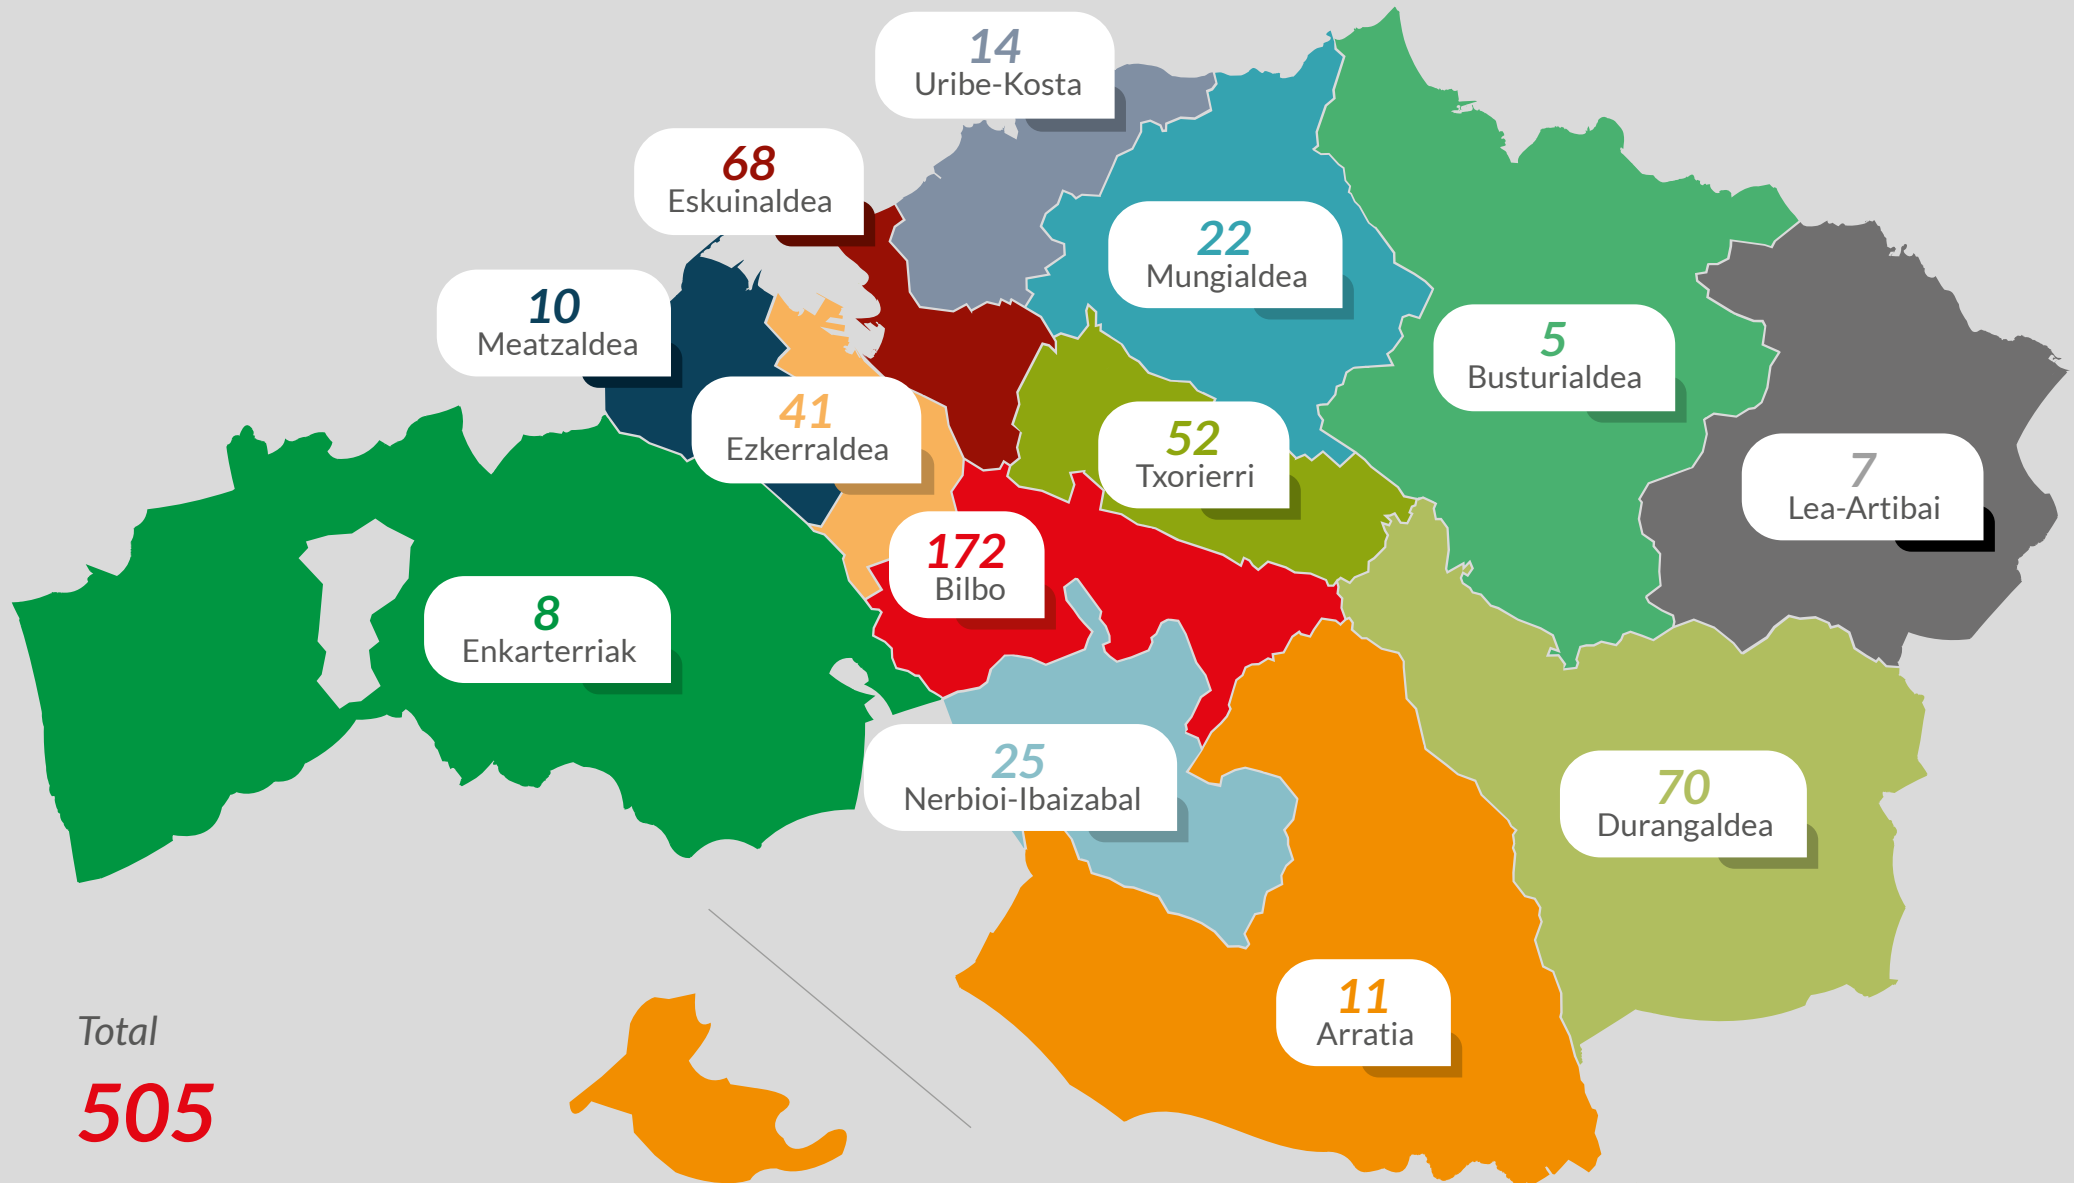 14
Uribe-Kosta
68
Eskuinaldea
22
Mungialdea
10
Meatzaldea
5
Busturialdea
41
Ezkerraldea
52
Txorierri
7
Lea-Artibai
172
Bilbo
8
Enkarterriak
25
Nerbioi-Ibaizabal
70
Durangaldea
11
Arratia
Total
505